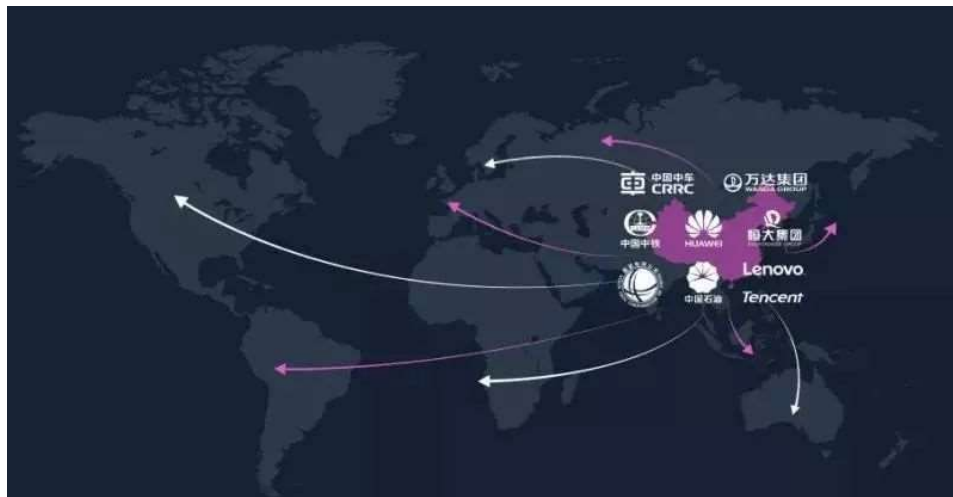 中国中车
CRRC
万达集团
WANDA GROUP
中国中铁
HUAWEI
恒大集团
中国石油
Lenovo
Tencent